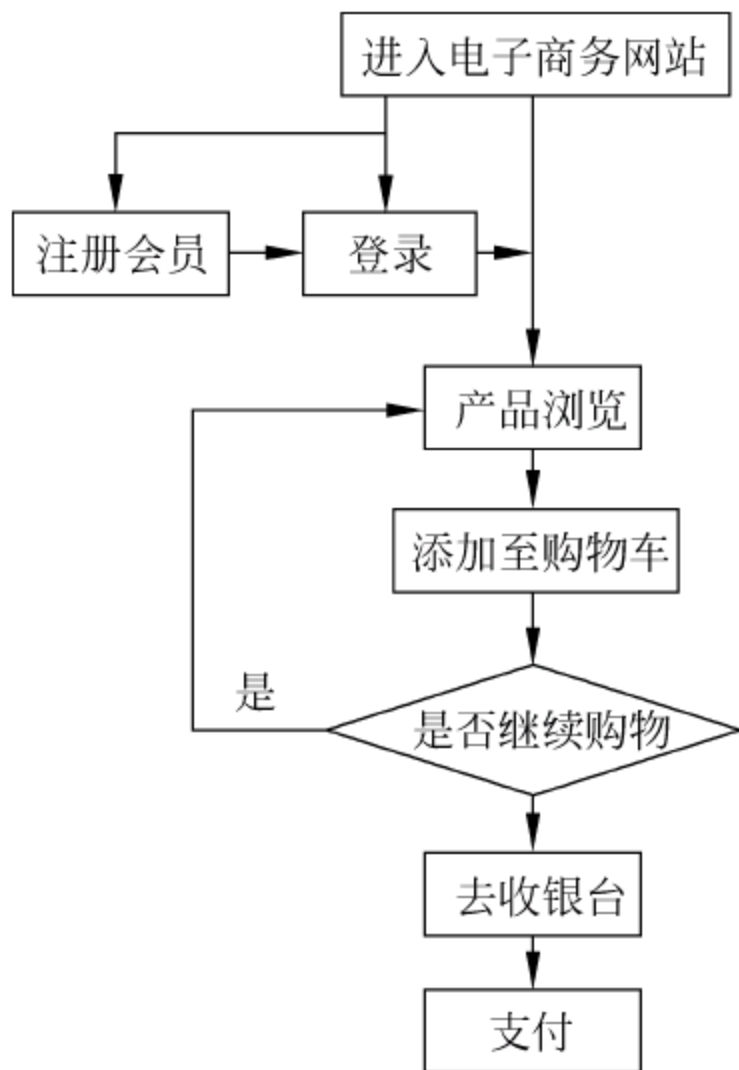 进入电子商务网站
注册会员
登录
产品浏览
添加至购物车
是
是否继续购物
去收银台
支付